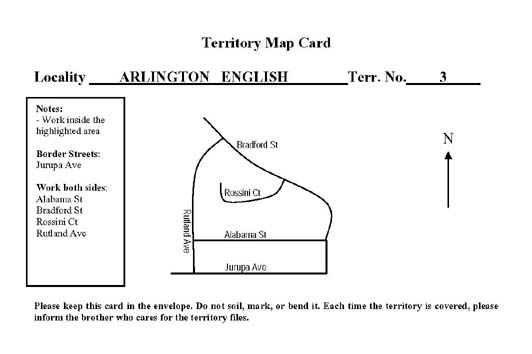 Territory Map Card
Locality ARLINGTON ENGLISH Terr. No. 3
Notes:
- Work inside the
highlighted area
Border Streets:
Jurupa Ave
Work both sides:
Alabama St
Bradford St
Rossini Ct
Rutland Ave
Bradford St
Rossini Ct
Rutland Ave
Alabama St
Jurupa Ave
N
Please keep this card in the envelope. Do not soil, mark, or bend it. Each time the territory is covered, please
inform the brother who cares for the territory files.